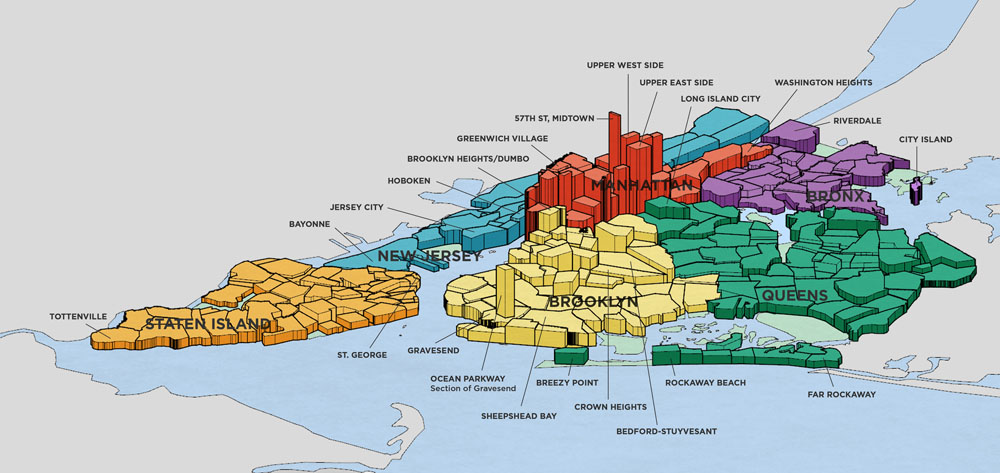 UPPER WEST SIDE
UPPER EAST SIDE
WASHINGTON HEIGHTS
LONG ISLAND CITY
57TH ST, MIDTOWN
RIVERDALE
GREENWICH VILLAGE
CITY ISLAND
BROOKLYN HEIGHTS/DUMBO
HOBOKEN
MANHATTAN
BRONX
JERSEY CITY
BAYONNE
NEW JERSEY
QUEENS
BROOKLYN
TOTTENVILLE
STATEN ISLAND
ST. GEORGE
GRAVESEND
OCEAN PARKWAY
Section of Gravesend
BREEZY POINT
ROCKAWAY BEACH
FAR ROCKAWAY
CROWN HEIGHTS
SHEEPSHEAD BAY
BEDFORD-STUYVESANT